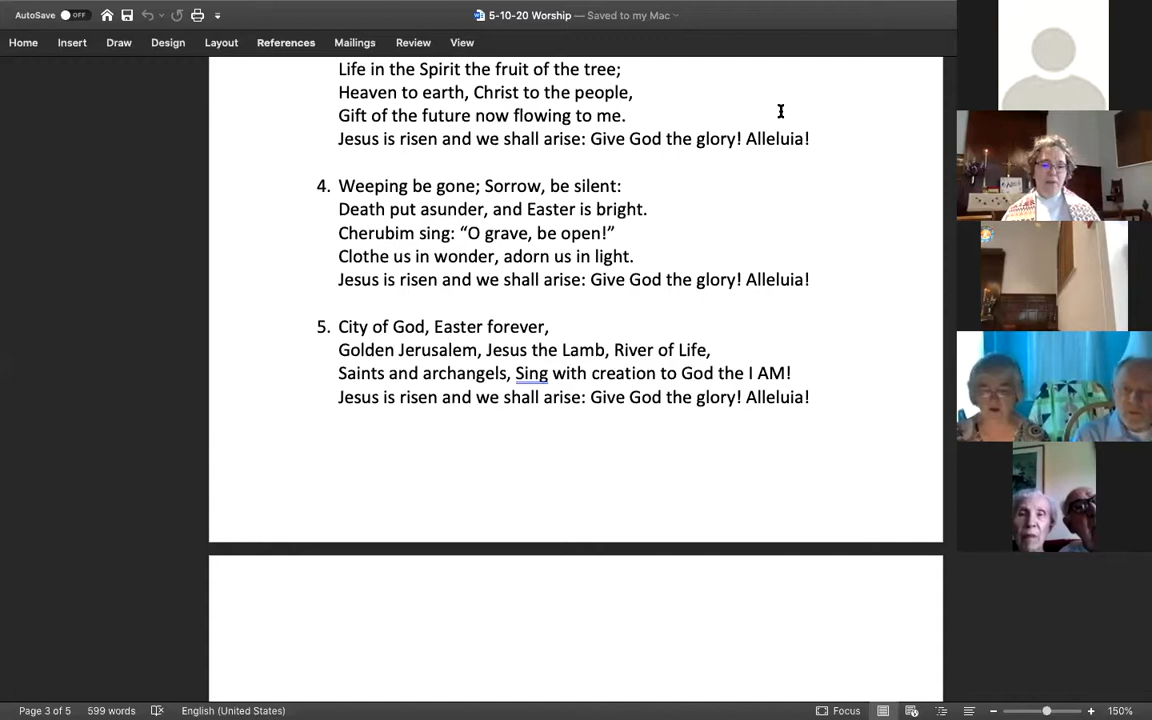 AutoSave OFF
5-10-20 Worship — Saved to my Mac
Home Insert Draw Design Layout References Mailings Review View
Life in the Spirit the fruit of the tree;
Heaven to earth, Christ to the people,
Gift of the future now flowing to me.
Jesus is risen and we shall arise: Give God the glory! Alleluia!
4. Weeping be gone; Sorrow, be silent:
Death put asunder, and Easter is bright.
Cherubim sing: “O grave, be open!”
Clothe us in wonder, adorn us in light.
Jesus is risen and we shall arise: Give God the glory! Alleluia!
5. City of God, Easter forever,
Golden Jerusalem, Jesus the Lamb, River of Life,
Saints and archangels, Sing with creation to God the I AM!
Jesus is risen and we shall arise: Give God the glory! Alleluia!
Page 3 of 5 599 words English (United States) Focus 150%